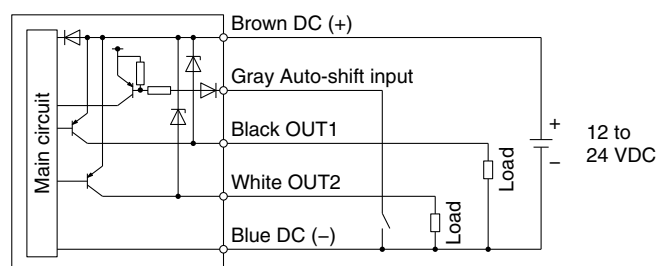 Main circuit
Brown DC (+)
Gray Auto-shift input
Black OUT1
White OUT2
Blue DC (−)
Load
Load
+
−
12 to
24 VDC